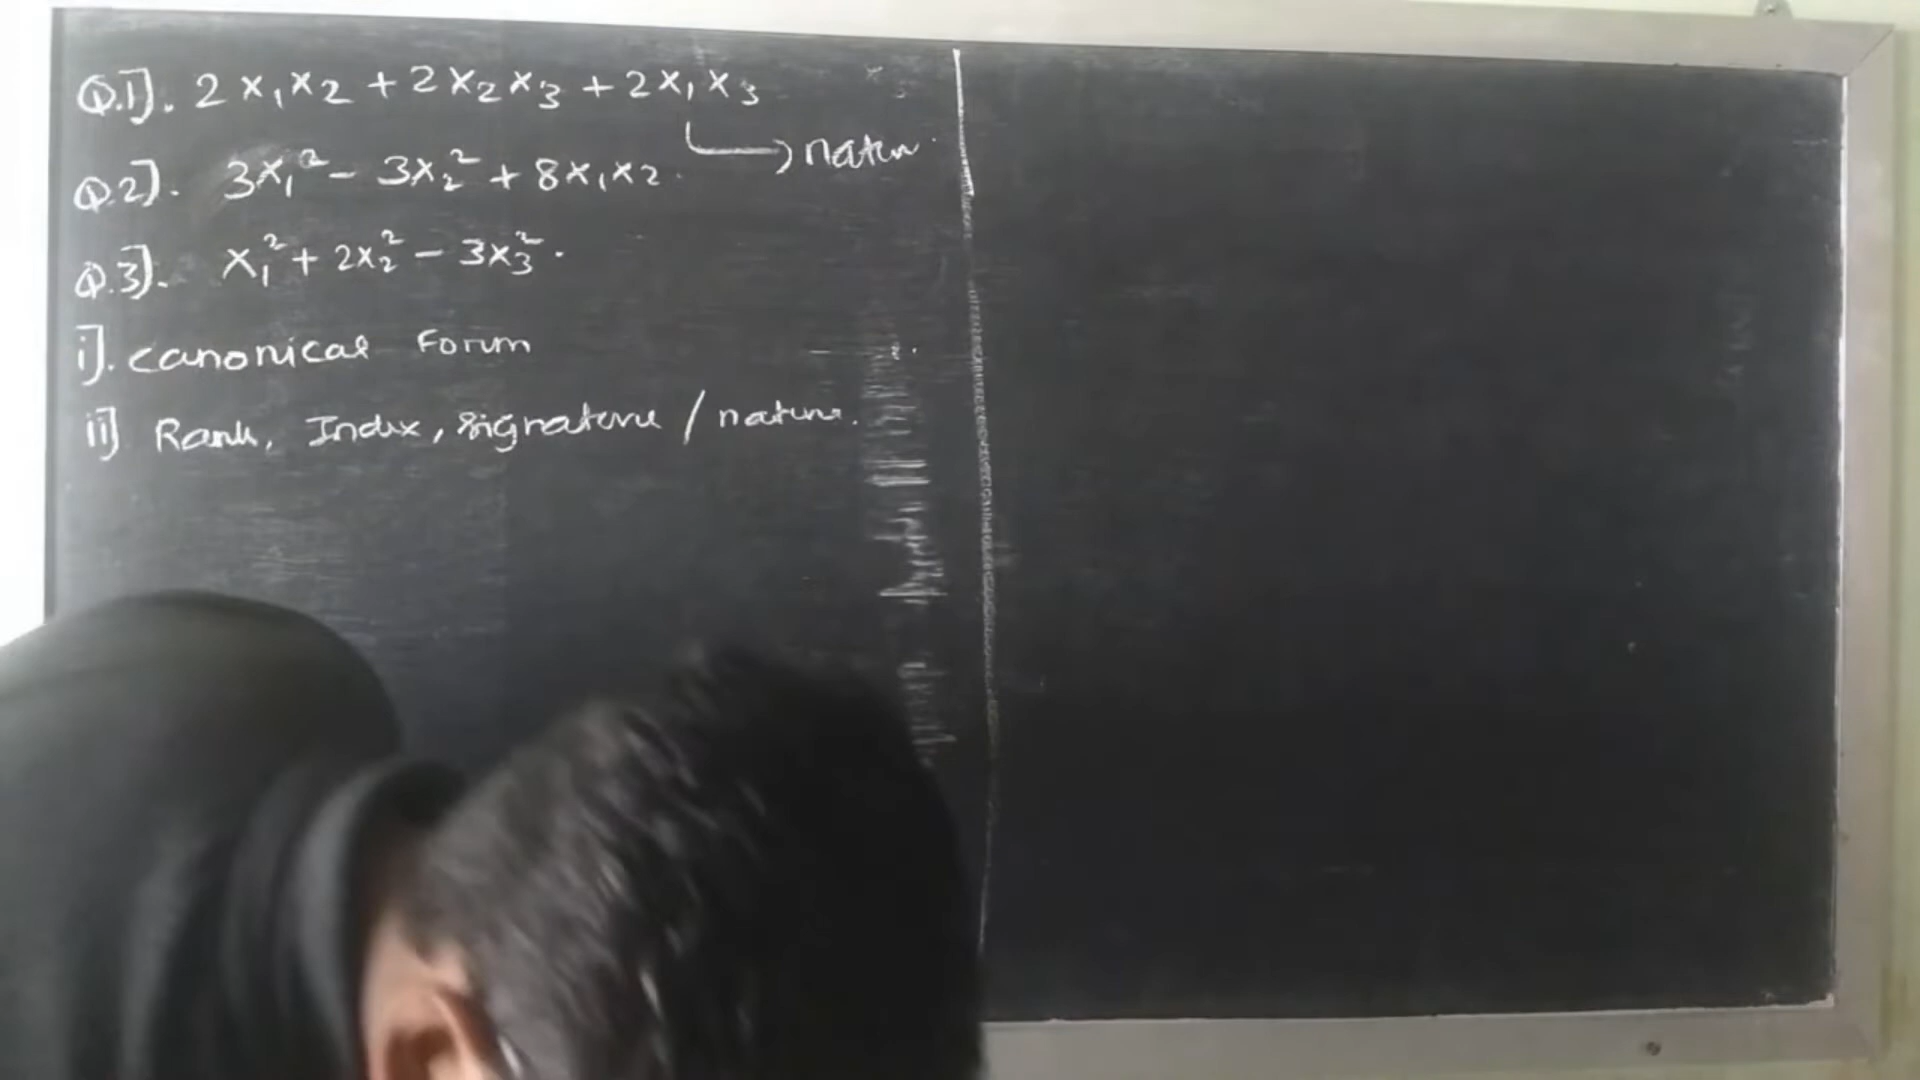 Q.1]. 2x₁x₂ + 2x₂x₃ + 2x₁x₃
Q.2]. 3x₁² - 3x₂² + 8x₁x₂.
Q.3]. x₁² + 2x₂² - 3x₃².
i]. canonical Form
ii] Rank, Index, signature / nature.